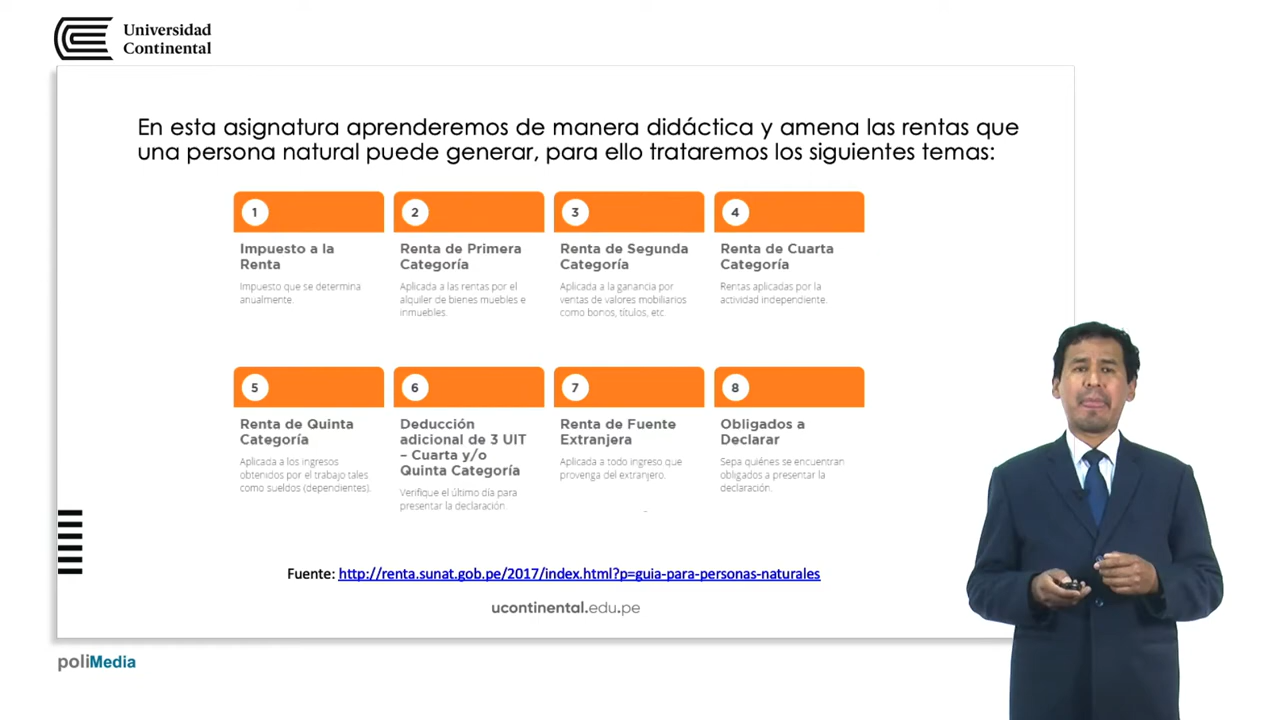 Universidad
Continental
En esta asignatura aprenderemos de manera didáctica y amena las rentas que
una persona natural puede generar, para ello trataremos los siguientes temas:
1
2
3
4
Impuesto a la
Renta
Impuesto que se determina
anualmente.
Renta de Primera
Categoría
Aplicada a las rentas por el
alquiler de bienes muebles e
inmuebles.
Renta de Segunda
Categoría
Aplicada a la ganancia por
ventas de valores mobiliarios
como bonos, títulos, etc.
Renta de Cuarta
Categoría
Rentas aplicadas por la
actividad independiente.
5
6
7
8
Renta de Quinta
Categoría
Aplicada a los ingresos
obtenidos por el trabajo tales
como sueldos (dependientes).
Deducción
adicional de 3 UIT
– Cuarta y/o
Quinta Categoría
Verifique el último día para
presentar la declaración.
Renta de Fuente
Extranjera
Aplicada a todo ingreso que
provenga del extranjero.
Obligados a
Declarar
Sepa quiénes se encuentran
obligados a presentar la
declaración.
Fuente: http://renta.sunat.gob.pe/2017/index.html?p=guia-para-personas-naturales
ucontinental.edu.pe
poliMedia